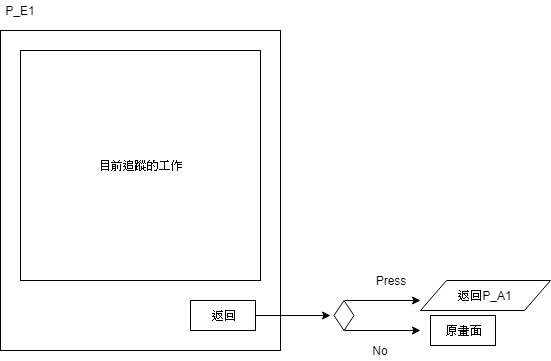 P_E1
目前追蹤的工作
返回
Press
返回P_A1
原畫面
No